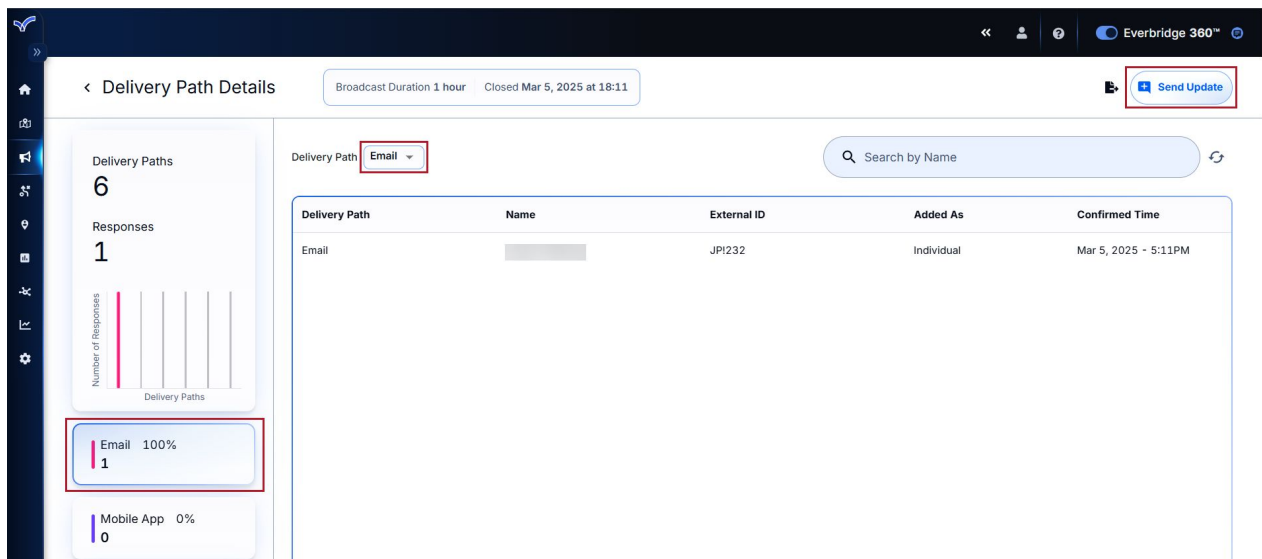 Everbridge 360™
Delivery Path Details
Broadcast Duration 1 hour Closed Mar 5, 2025 at 18:11
Send Update
Delivery Paths
6
Responses
1
Number of Responses
Delivery Paths
Email 100%
1
Mobile App 0%
0
Delivery Path Email
Search by Name
Delivery Path Name External ID Added As Confirmed Time
Email JP!232 Individual Mar 5, 2025 - 5:11PM